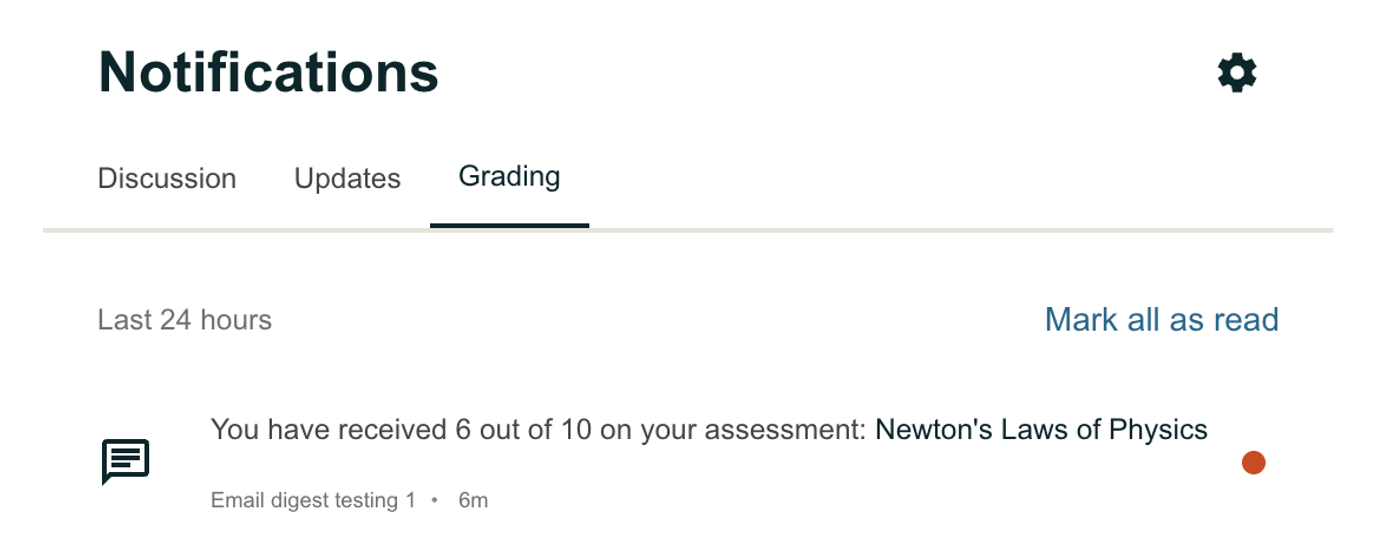 Notifications
Discussion Updates Grading
Last 24 hours Mark all as read
You have received 6 out of 10 on your assessment: Newton's Laws of Physics
Email digest testing 1 • 6m